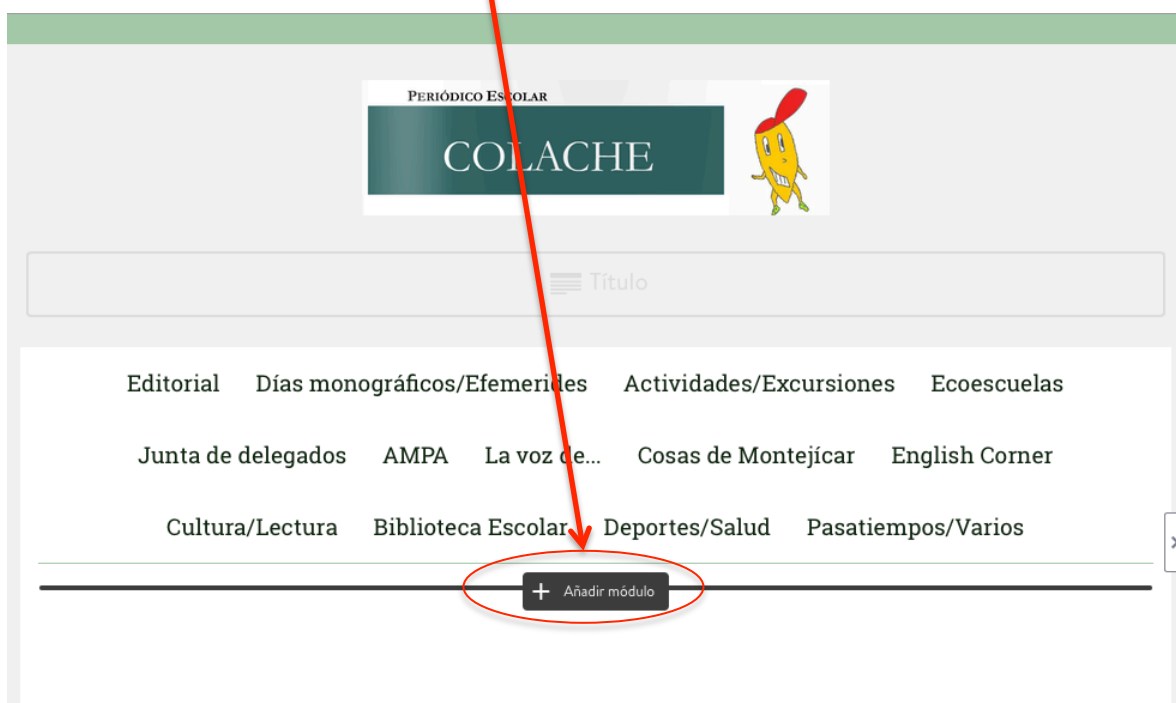 PERIÓDICO ESCOLAR
COLACHE
Título
Editorial Días monográficos/Efemerides Actividades/Excursiones Ecoescuelas
Junta de delegados AMPA La voz de... Cosas de Montejícar English Corner
Cultura/Lectura Biblioteca Escolar Deportes/Salud Pasatiempos/Varios
+ Añadir módulo